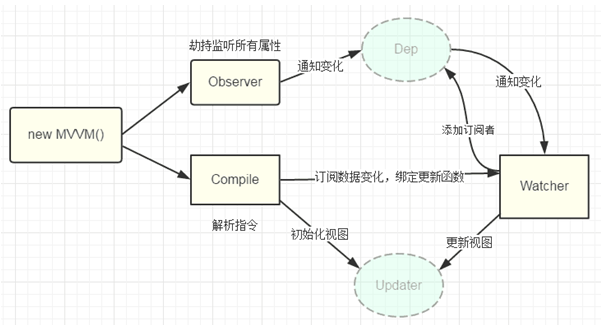 劫持监听所有属性
Dep
Observer
通知变化
通知变化
new MVVM()
添加订阅者
Compile
订阅数据变化，绑定更新函数
Watcher
解析指令
初始化视图
更新视图
Updater